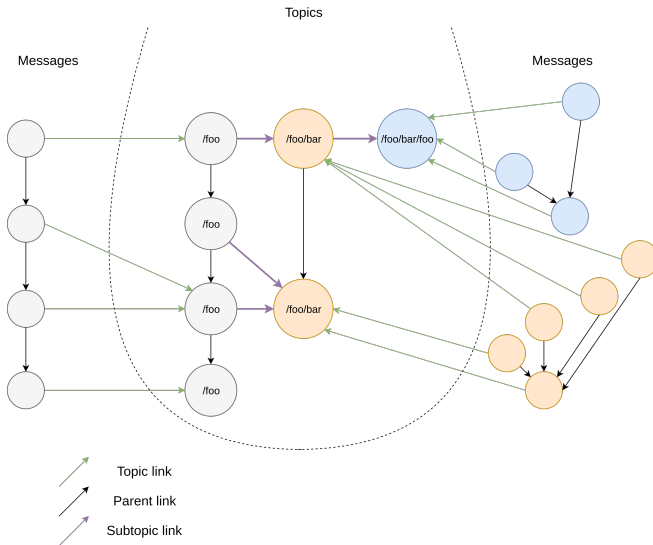 Topics
Messages
Messages
/foo
/foo/bar
/foo/bar/foo
/foo
/foo
/foo/bar
/foo
Topic link
Parent link
Subtopic link